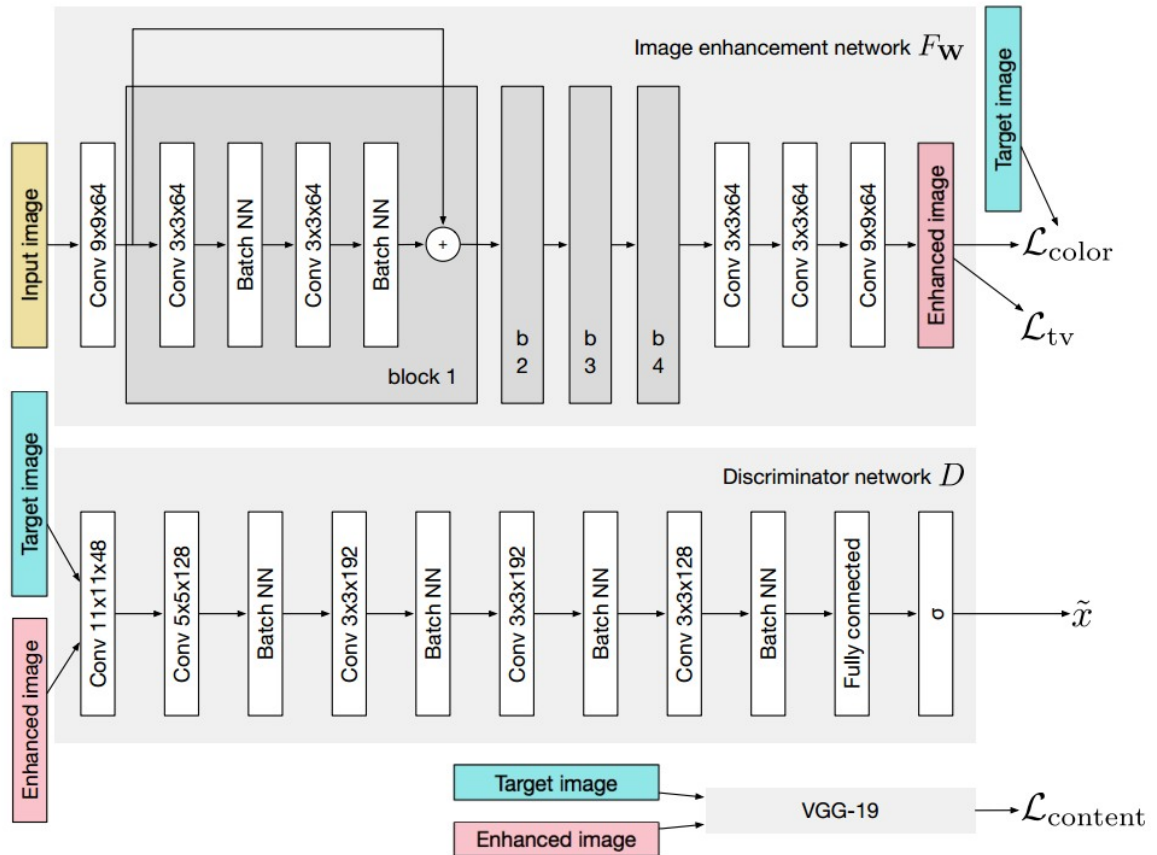 Image enhancement network F_W
Target image
Input image
Conv 9x9x64
Conv 3x3x64
Batch NN
Conv 3x3x64
Batch NN
+
block 1
b
2
b
3
b
4
Conv 3x3x64
Conv 3x3x64
Conv 9x9x64
Enhanced image
ℒ_color
ℒ_tv
Discriminator network D
Target image
Enhanced image
Conv 11x11x48
Conv 5x5x128
Batch NN
Conv 3x3x192
Batch NN
Conv 3x3x192
Batch NN
Conv 3x3x128
Batch NN
Fully connected
σ
x̃
Target image
Enhanced image
VGG-19
ℒ_content